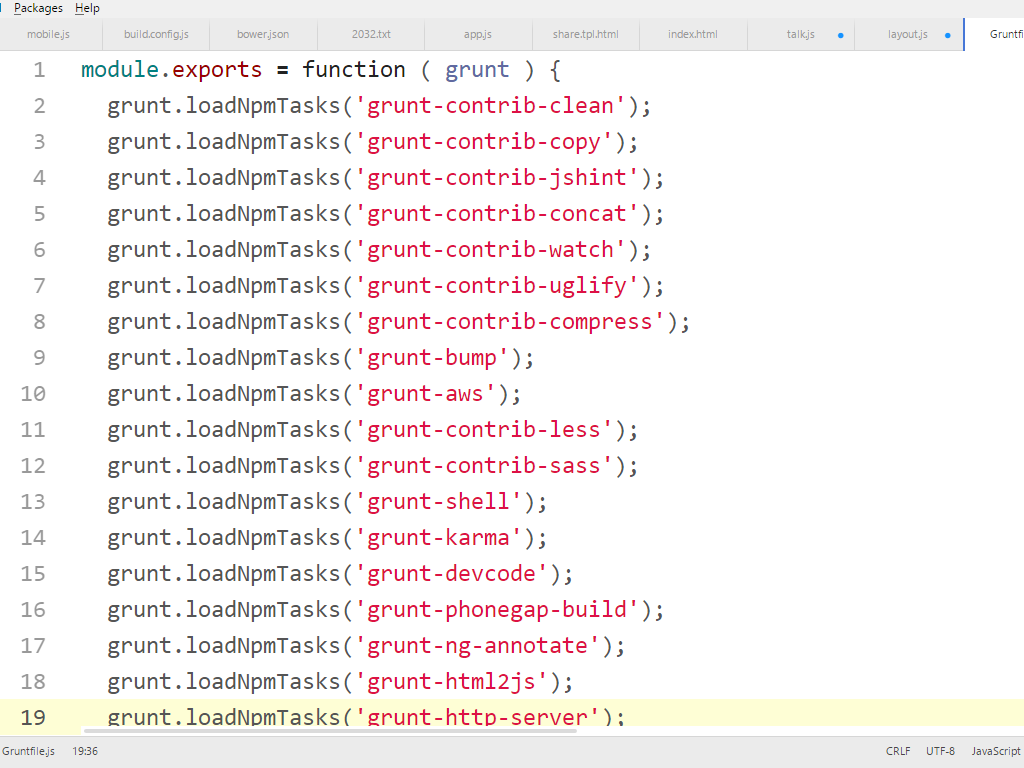 Packages Help
mobile.js build.config.js bower.json 2032.txt app.js share.tpl.html index.html talk.js layout.js Gruntfi
1 module.exports = function ( grunt ) {
2 grunt.loadNpmTasks('grunt-contrib-clean');
3 grunt.loadNpmTasks('grunt-contrib-copy');
4 grunt.loadNpmTasks('grunt-contrib-jshint');
5 grunt.loadNpmTasks('grunt-contrib-concat');
6 grunt.loadNpmTasks('grunt-contrib-watch');
7 grunt.loadNpmTasks('grunt-contrib-uglify');
8 grunt.loadNpmTasks('grunt-contrib-compress');
9 grunt.loadNpmTasks('grunt-bump');
10 grunt.loadNpmTasks('grunt-aws');
11 grunt.loadNpmTasks('grunt-contrib-less');
12 grunt.loadNpmTasks('grunt-contrib-sass');
13 grunt.loadNpmTasks('grunt-shell');
14 grunt.loadNpmTasks('grunt-karma');
15 grunt.loadNpmTasks('grunt-devcode');
16 grunt.loadNpmTasks('grunt-phonegap-build');
17 grunt.loadNpmTasks('grunt-ng-annotate');
18 grunt.loadNpmTasks('grunt-html2js');
19 grunt.loadNpmTasks('grunt-http-server');
Gruntfile.js 19:36 CRLF UTF-8 JavaScript